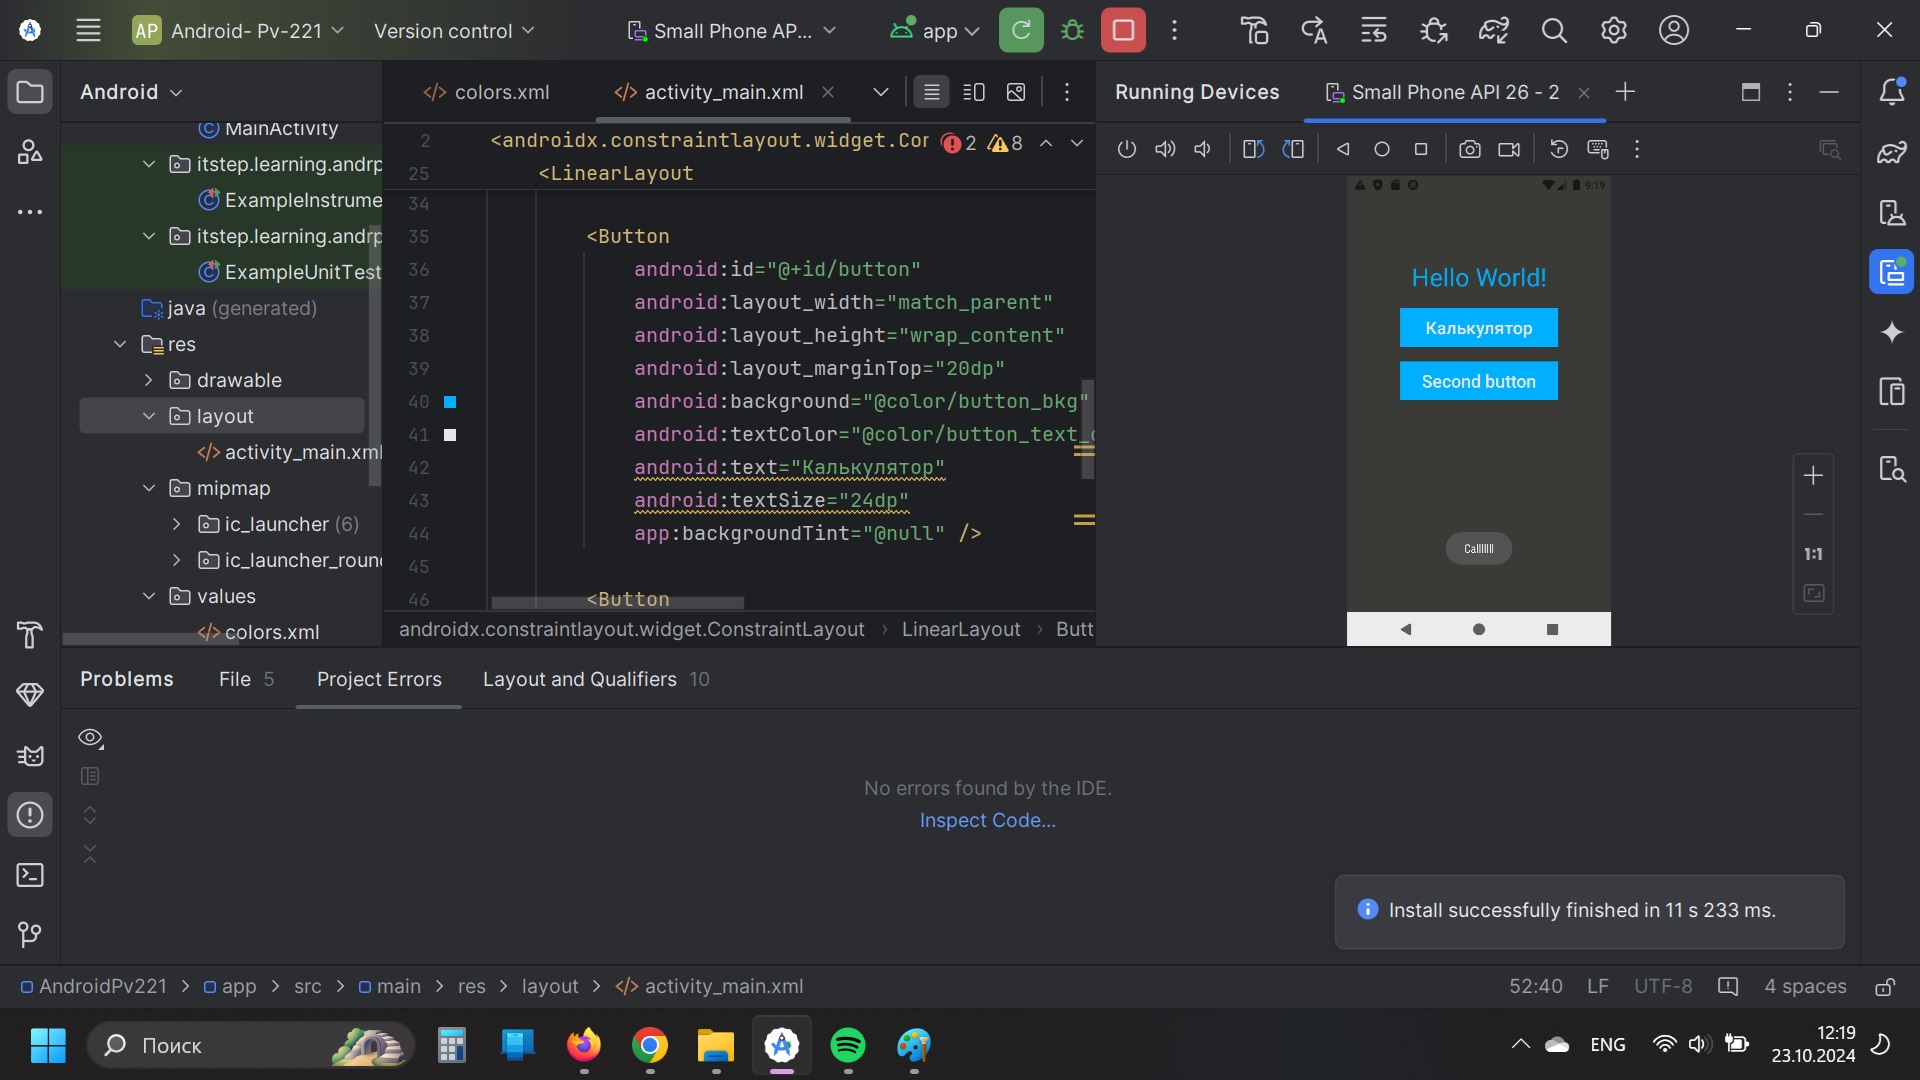 AP Android- Pv-221 Version control Small Phone AP... app
Android
colors.xml activity_main.xml
Running Devices Small Phone API 26 - 2
MainActivity
itstep.learning.andrp
ExampleInstrume
itstep.learning.andrp
ExampleUnitTest
java (generated)
res
drawable
layout
activity_main.xml
mipmap
ic_launcher (6)
ic_launcher_round
values
colors.xml
2 <androidx.constraintlayout.widget.Cor 2 8
25 <LinearLayout
34
35 <Button
36 android:id="@+id/button"
37 android:layout_width="match_parent"
38 android:layout_height="wrap_content"
39 android:layout_marginTop="20dp"
40 android:background="@color/button_bkg"
41 android:textColor="@color/button_text_c
42 android:text="Калькулятор"
43 android:textSize="24dp"
44 app:backgroundTint="@null" />
45
46 <Button
androidx.constraintlayout.widget.ConstraintLayout › LinearLayout › Butt
9:19
Hello World!
Калькулятор
Second button
1:1
Problems File 5 Project Errors Layout and Qualifiers 10
No errors found by the IDE.
Inspect Code...
Install successfully finished in 11 s 233 ms.
AndroidPv221 > app > src > main > res > layout > activity_main.xml
52:40 LF UTF-8 4 spaces
Поиск
ENG
12:19
23.10.2024